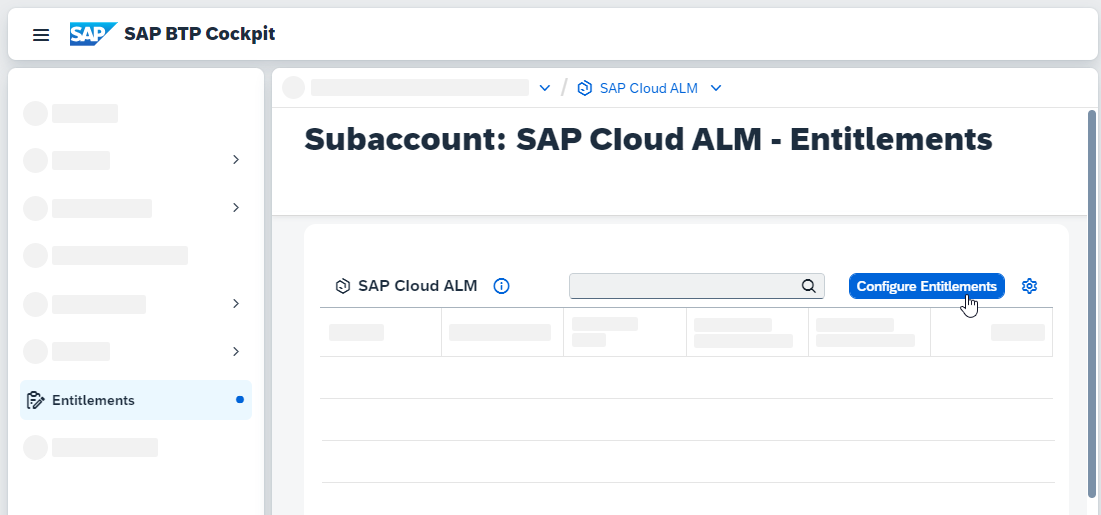 SAP SAP BTP Cockpit
SAP Cloud ALM
Subaccount: SAP Cloud ALM - Entitlements
SAP Cloud ALM
Configure Entitlements
Entitlements